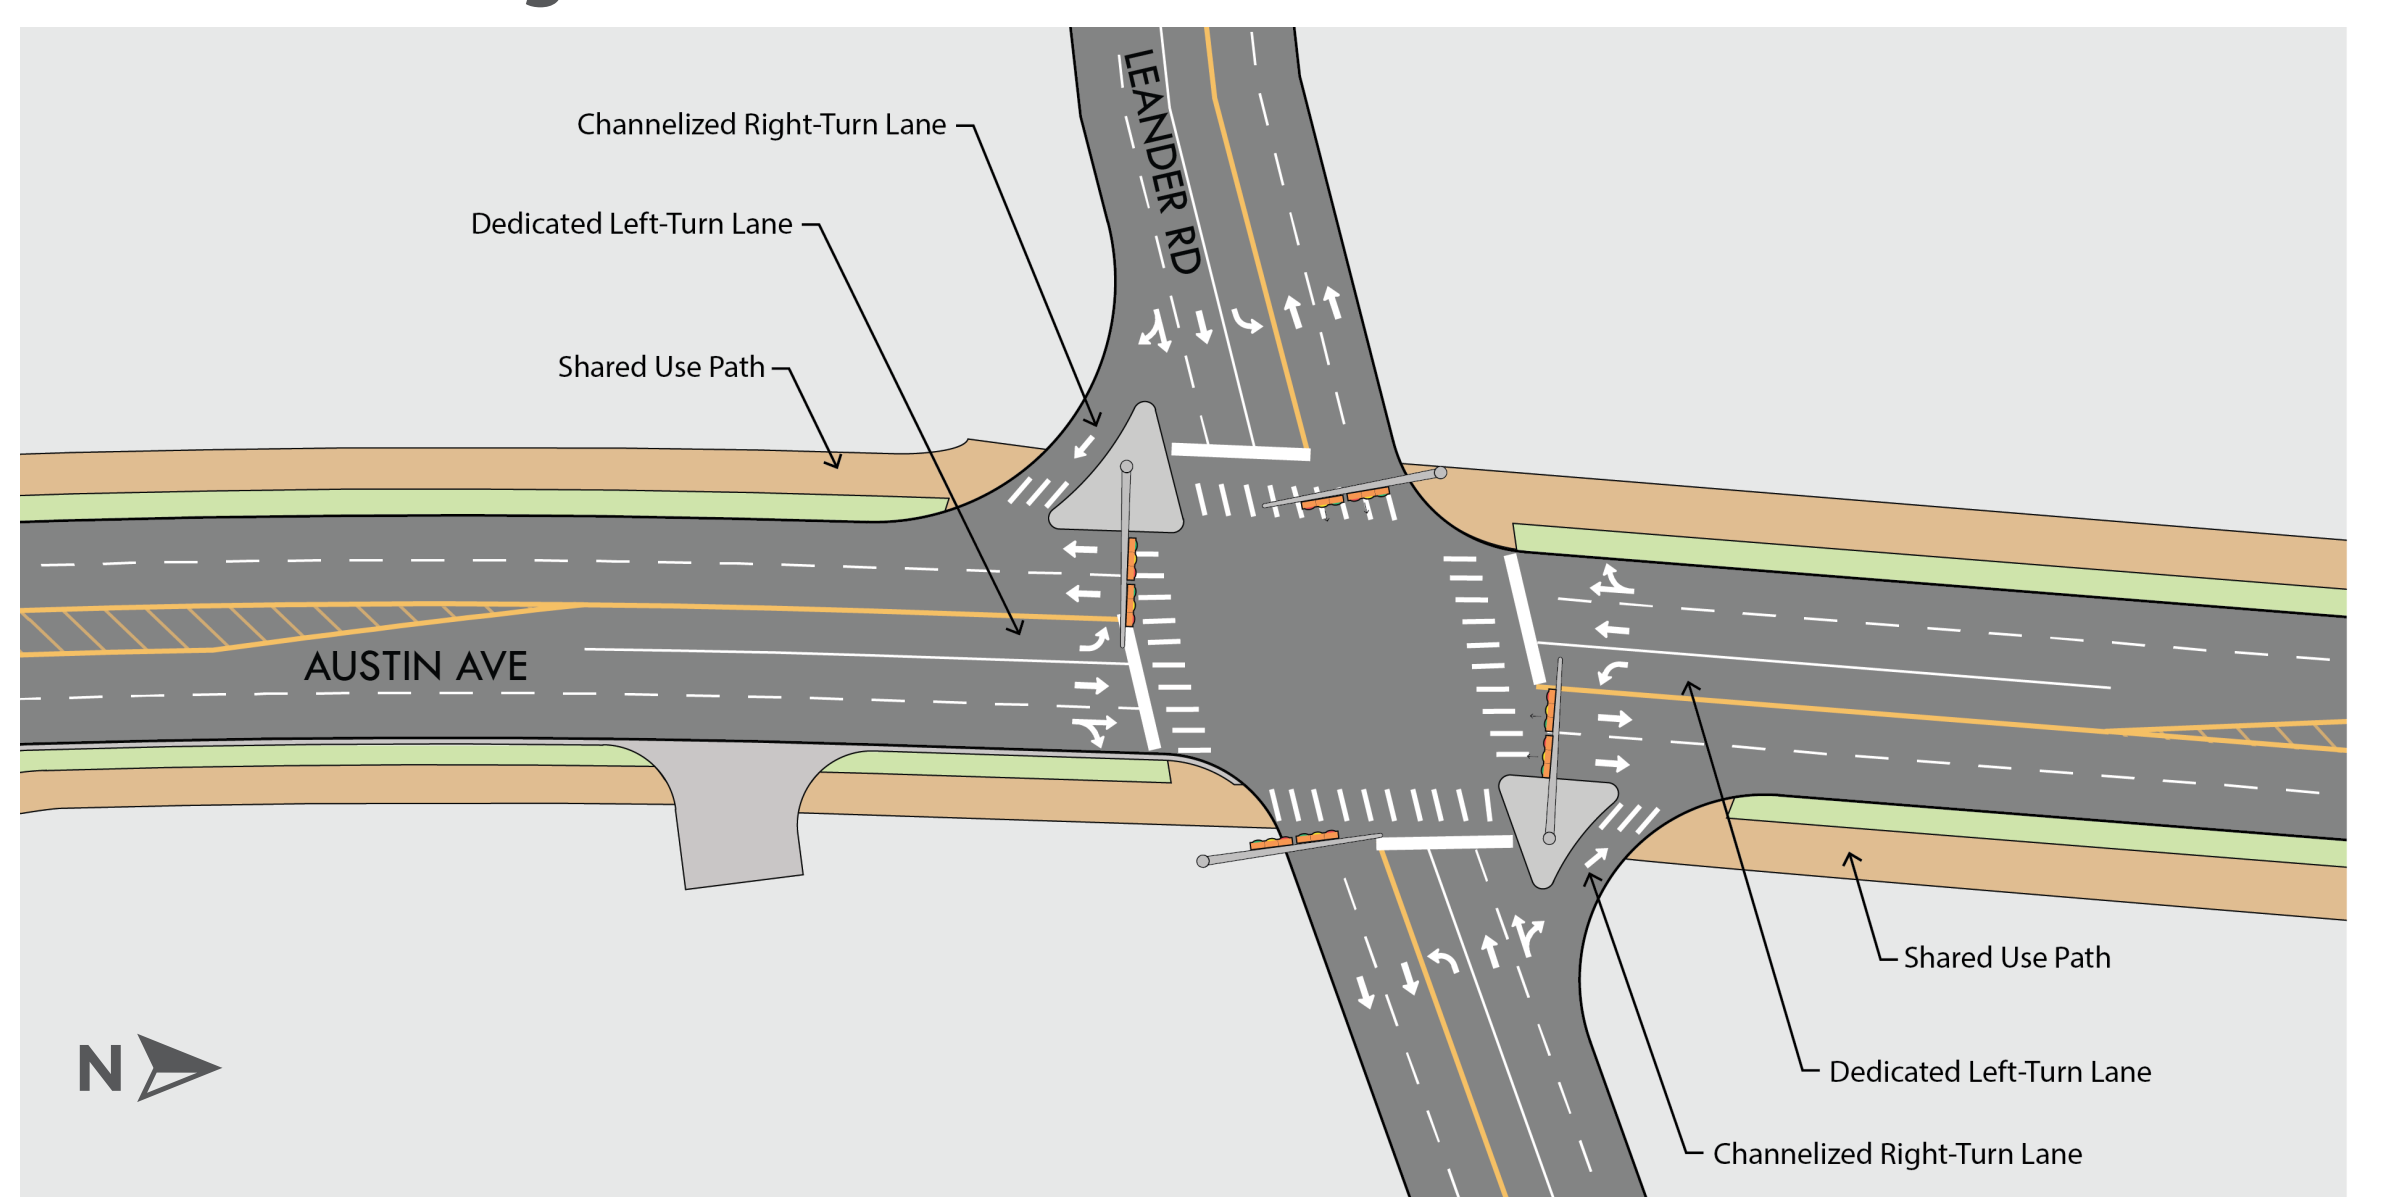 LEANDER RD
Channelized Right-Turn Lane
Dedicated Left-Turn Lane
Shared Use Path
AUSTIN AVE
Shared Use Path
N
Dedicated Left-Turn Lane
Channelized Right-Turn Lane